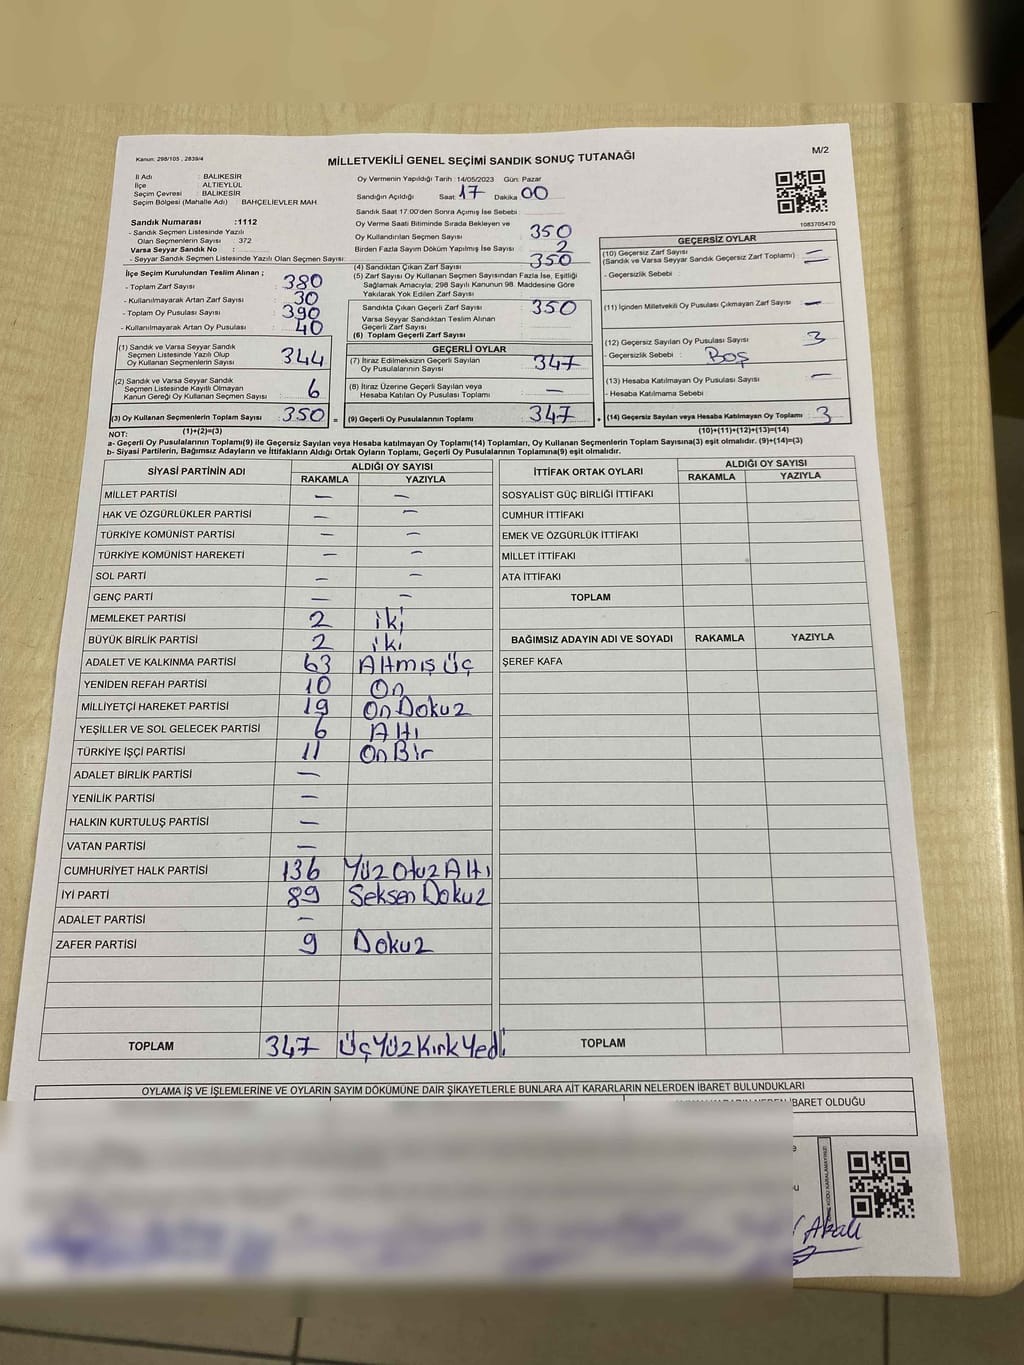 Kanun: 298/105 , 2839/4
MİLLETVEKİLİ GENEL SEÇİMİ SANDIK SONUÇ TUTANAĞI
M/2
İl Adı : BALIKESİR
İlçe : ALTIEYLÜL
Seçim Çevresi : BALIKESİR
Seçim Bölgesi (Mahalle Adı) : BAHÇELİEVLER MAH.
Sandık Numarası :1112
- Sandık Seçmen Listesinde Yazılı
Olan Seçmenlerin Sayısı : 372
Varsa Seyyar Sandık No :
- Seyyar Sandık Seçmen Listesinde Yazılı Olan Seçmen Sayısı:
Oy Vermenin Yapıldığı Tarih :14/05/2023 Gün: Pazar
Sandığın Açıldığı Saat 17 Dakika 00
Sandık Saat 17:00'den Sonra Açılmış İse Sebebi :
Oy Verme Saati Bitiminde Sırada Bekleyen ve
Oy Kullandırılan Seçmen Sayısı 350
Birden Fazla Sayım Döküm Yapılmış İse Sayısı 2
1083705470
İlçe Seçim Kurulundan Teslim Alınan ;
- Toplam Zarf Sayısı : 380
- Kullanılmayarak Artan Zarf Sayısı : 30
- Toplam Oy Pusulası Sayısı : 390
- Kullanılmayarak Artan Oy Pusulası : 40
(1) Sandık ve Varsa Seyyar Sandık
Seçmen Listesinde Yazılı Olup
Oy Kullanan Seçmenlerin Sayısı 344
(2) Sandık ve Varsa Seyyar Sandık
Seçmen Listesinde Kayıtlı Olmayan
Kanun Gereği Oy Kullanan Seçmen Sayısı 6
(3) Oy Kullanan Seçmenlerin Toplam Sayısı 350 =
(1)+(2)=(3)
(4) Sandıktan Çıkan Zarf Sayısı 350
(5) Zarf Sayısı Oy Kullanan Seçmen Sayısından Fazla İse, Eşitliği
Sağlamak Amacıyla; 298 Sayılı Kanunun 98. Maddesine Göre
Yakılarak Yok Edilen Zarf Sayısı
Sandıkta Çıkan Geçerli Zarf Sayısı 350
Varsa Seyyar Sandıktan Teslim Alınan
Geçerli Zarf Sayısı
(6) Toplam Geçerli Zarf Sayısı
GEÇERLİ OYLAR
(7) İtiraz Edilmeksizin Geçerli Sayılan
Oy Pusulalarının Sayısı 347
(8) İtiraz Üzerine Geçerli Sayılan veya
Hesaba Katılan Oy Pusulası Toplamı —
(9) Geçerli Oy Pusulalarının Toplamı 347 +
GEÇERSİZ OYLAR
(10) Geçersiz Zarf Sayısı
(Sandık ve Varsa Seyyar Sandık Geçersiz Zarf Toplamı) :
- Geçersizlik Sebebi :
(11) İçinden Milletvekili Oy Pusulası Çıkmayan Zarf Sayısı —
(12) Geçersiz Sayılan Oy Pusulası Sayısı 3
- Geçersizlik Sebebi : Boş
(13) Hesaba Katılmayan Oy Pusulası Sayısı —
- Hesaba Katılmama Sebebi :
(14) Geçersiz Sayılan veya Hesaba Katılmayan Oy Toplamı 3
(10)+(11)+(12)+(13)=(14)
NOT:
a- Geçerli Oy Pusulalarının Toplamı(9) ile Geçersiz Sayılan veya Hesaba katılmayan Oy Toplamı(14) Toplamları, Oy Kullanan Seçmenlerin Toplam Sayısına(3) eşit olmalıdır. (9)+(14)=(3)
b- Siyasi Partilerin, Bağımsız Adayların ve İttifakların Aldığı Ortak Oyların Toplamı, Geçerli Oy Pusulalarının Toplamına(9) eşit olmalıdır.
SİYASİ PARTİNİN ADI ALDIĞI OY SAYISI
RAKAMLA YAZIYLA
MİLLET PARTİSİ — —
HAK VE ÖZGÜRLÜKLER PARTİSİ — —
TÜRKİYE KOMÜNİST PARTİSİ — —
TÜRKİYE KOMÜNİST HAREKETİ — —
SOL PARTİ — —
GENÇ PARTİ — —
MEMLEKET PARTİSİ 2 iki
BÜYÜK BİRLİK PARTİSİ 2 iki
ADALET VE KALKINMA PARTİSİ 63 Altmış üç
YENİDEN REFAH PARTİSİ 10 On
MİLLİYETÇİ HAREKET PARTİSİ 19 On Dokuz
YEŞİLLER VE SOL GELECEK PARTİSİ 6 Altı
TÜRKİYE İŞÇİ PARTİSİ 11 On Bir
ADALET BİRLİK PARTİSİ —
YENİLİK PARTİSİ —
HALKIN KURTULUŞ PARTİSİ —
VATAN PARTİSİ —
CUMHURİYET HALK PARTİSİ 136 Yüz Otuz Altı
İYİ PARTİ 89 Seksen Dokuz
ADALET PARTİSİ —
ZAFER PARTİSİ 9 Dokuz
TOPLAM 347 Üç Yüz Kırk Yedi
İTTİFAK ORTAK OYLARI ALDIĞI OY SAYISI
RAKAMLA YAZIYLA
SOSYALİST GÜÇ BİRLİĞİ İTTİFAKI
CUMHUR İTTİFAKI
EMEK VE ÖZGÜRLÜK İTTİFAKI
MİLLET İTTİFAKI
ATA İTTİFAKI
TOPLAM
BAĞIMSIZ ADAYIN ADI VE SOYADI RAKAMLA YAZIYLA
ŞEREF KAFA
TOPLAM
OYLAMA İŞ VE İŞLEMLERİNE VE OYLARIN SAYIM DÖKÜMÜNE DAİR ŞİKAYETLERLE BUNLARA AİT KARARLARIN NELERDEN İBARET BULUNDUKLARI
İBARET OLDUĞU